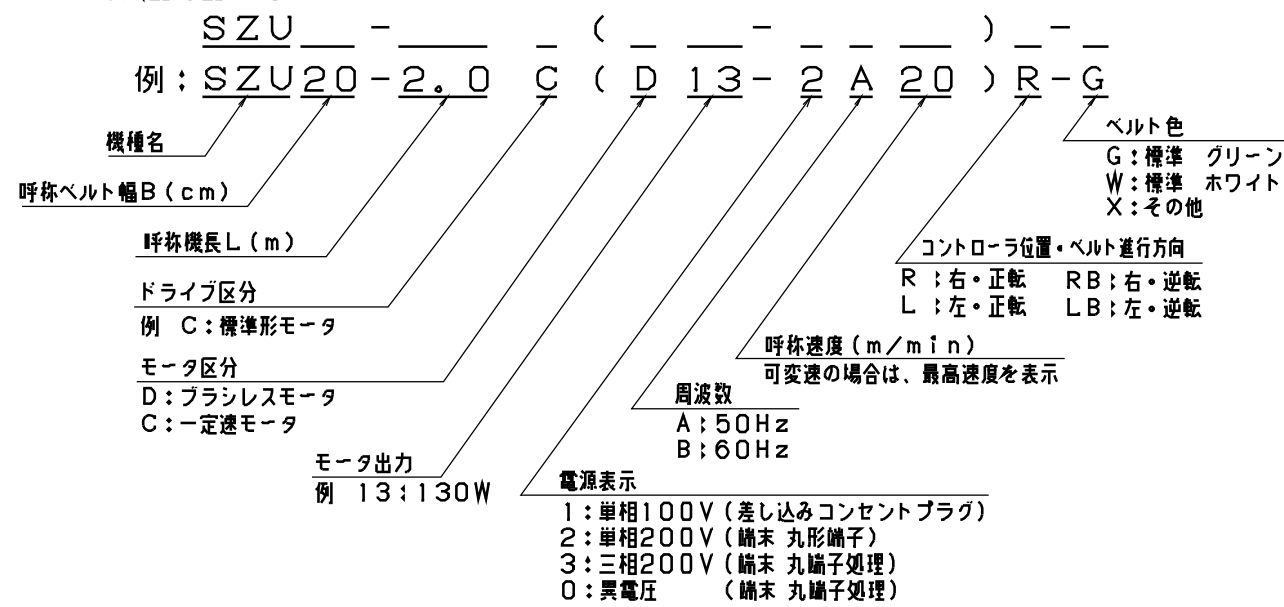 SZU__-___ _(_ __-_ _ __)_-_
例:SZU20-2.0 C(D 13-2 A 20)R-G
機種名
呼称ベルト幅B(cm)
呼称機長L(m)
ドライブ区分
例 C:標準形モータ
モータ区分
D:ブラシレスモータ
C:一定速モータ
モータ出力
例 13:130W
電源表示
1:単相100V(差し込みコンセントプラグ)
2:単相200V(端末 丸形端子)
3:三相200V(端末 丸端子処理)
0:異電圧 (端末 丸端子処理)
周波数
A:50Hz
B:60Hz
呼称速度(m/min)
可変速の場合は、最高速度を表示
コントローラ位置・ベルト進行方向
R:右・正転 RB:右・逆転
L:左・正転 LB:左・逆転
ベルト色
G:標準 グリーン
W:標準 ホワイト
X:その他